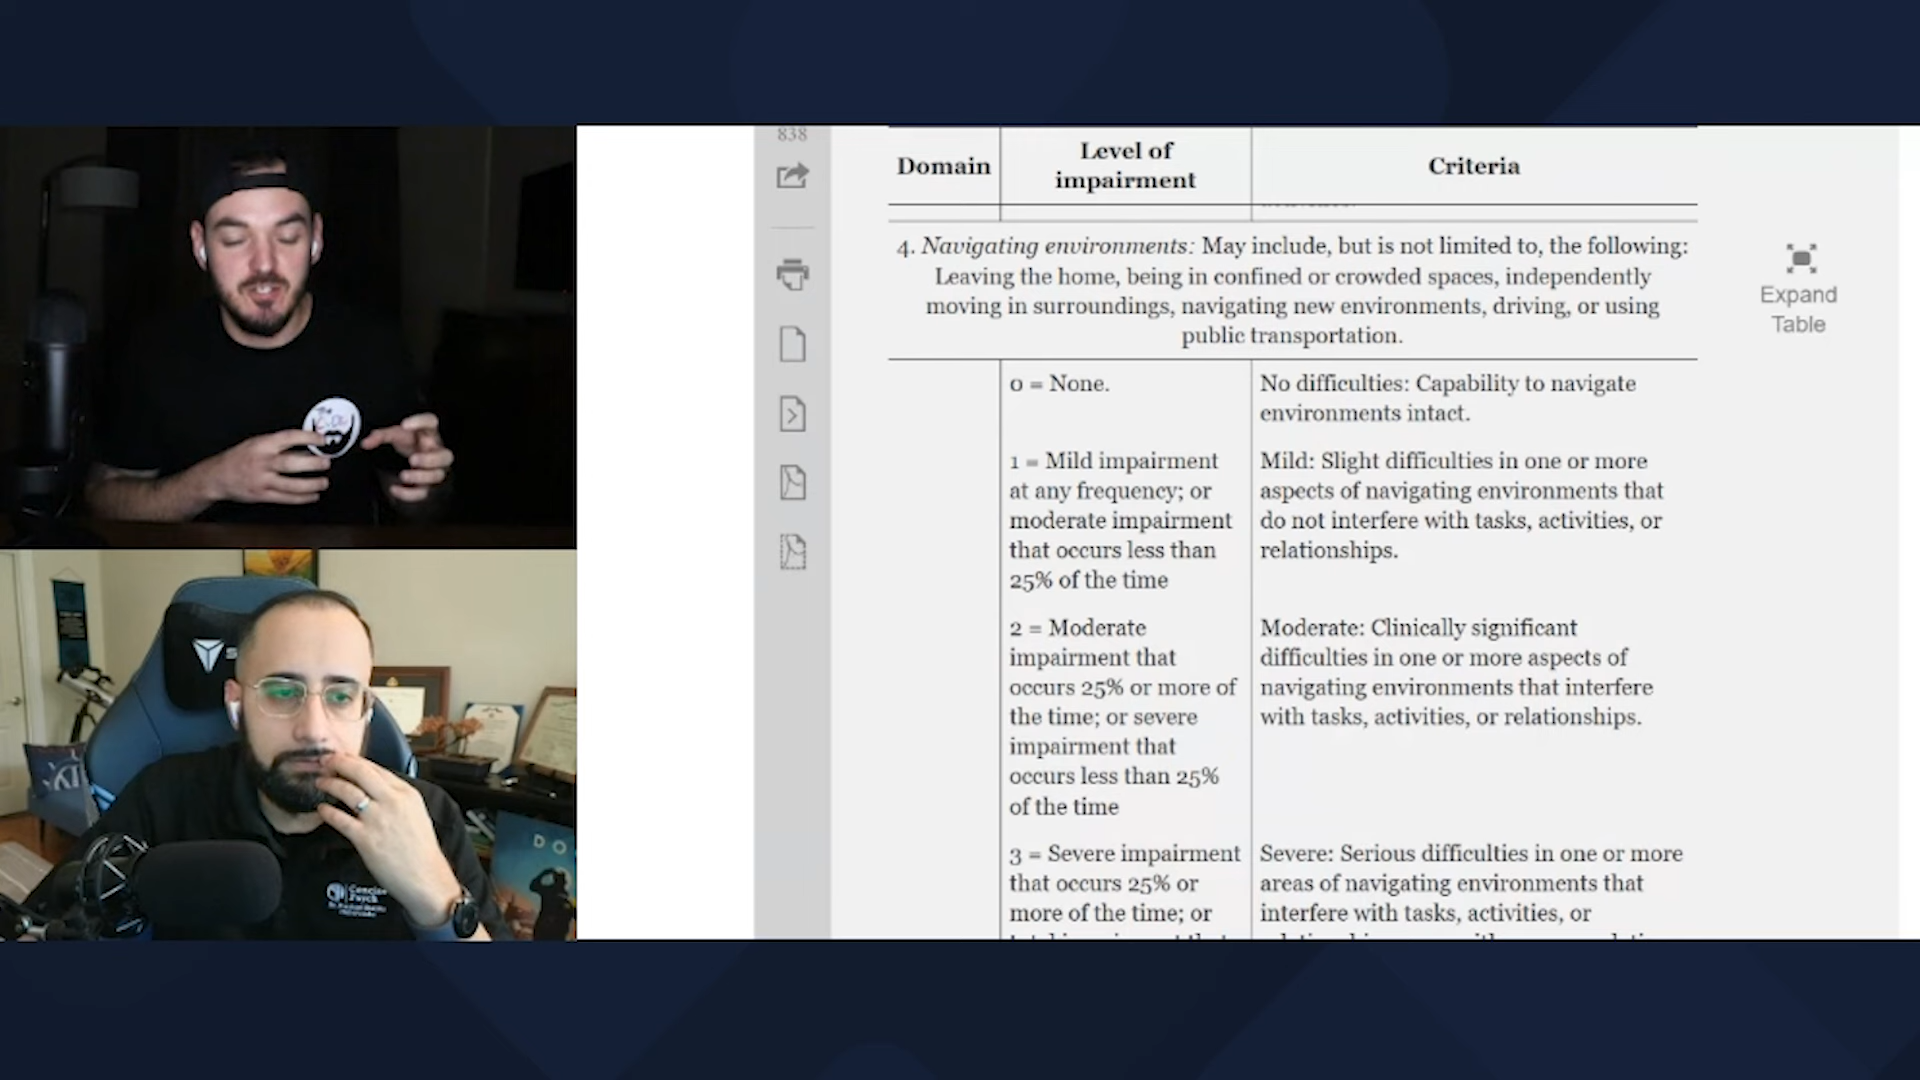 838
Domain
Level of
impairment
Criteria
4. Navigating environments: May include, but is not limited to, the following:
Leaving the home, being in confined or crowded spaces, independently
moving in surroundings, navigating new environments, driving, or using
public transportation.
Expand
Table
0 = None.
No difficulties: Capability to navigate
environments intact.
1 = Mild impairment
at any frequency; or
moderate impairment
that occurs less than
25% of the time
Mild: Slight difficulties in one or more
aspects of navigating environments that
do not interfere with tasks, activities, or
relationships.
2 = Moderate
impairment that
occurs 25% or more of
the time; or severe
impairment that
occurs less than 25%
of the time
Moderate: Clinically significant
difficulties in one or more aspects of
navigating environments that interfere
with tasks, activities, or relationships.
3 = Severe impairment
that occurs 25% or
more of the time; or
Severe: Serious difficulties in one or more
areas of navigating environments that
interfere with tasks, activities, or
The
S
D O
Psych